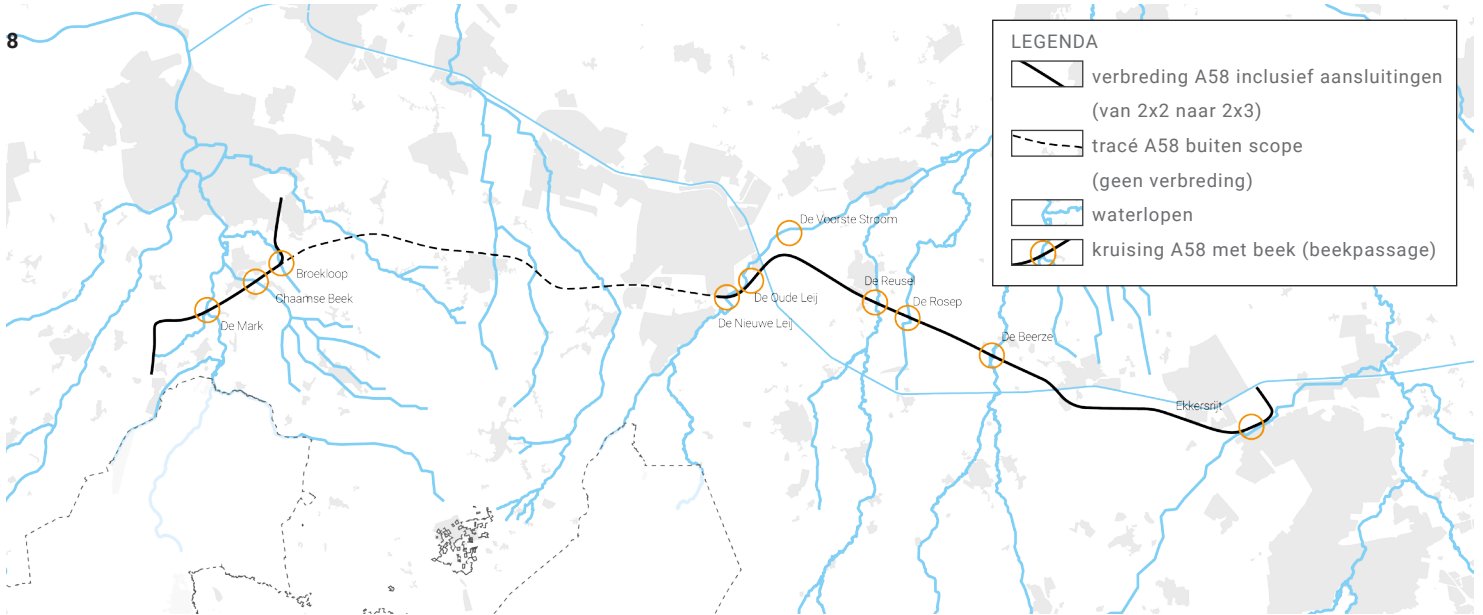 8
LEGENDA
verbreding A58 inclusief aansluitingen
(van 2x2 naar 2x3)
tracé A58 buiten scope
(geen verbreding)
waterlopen
kruising A58 met beek (beekpassage)
De Voorste Stroom
Broekloop
Chaamse Beek
De Mark
De Oude Leij
De Nieuwe Leij
De Reusel
De Rosep
De Beerze
Ekkersrijt